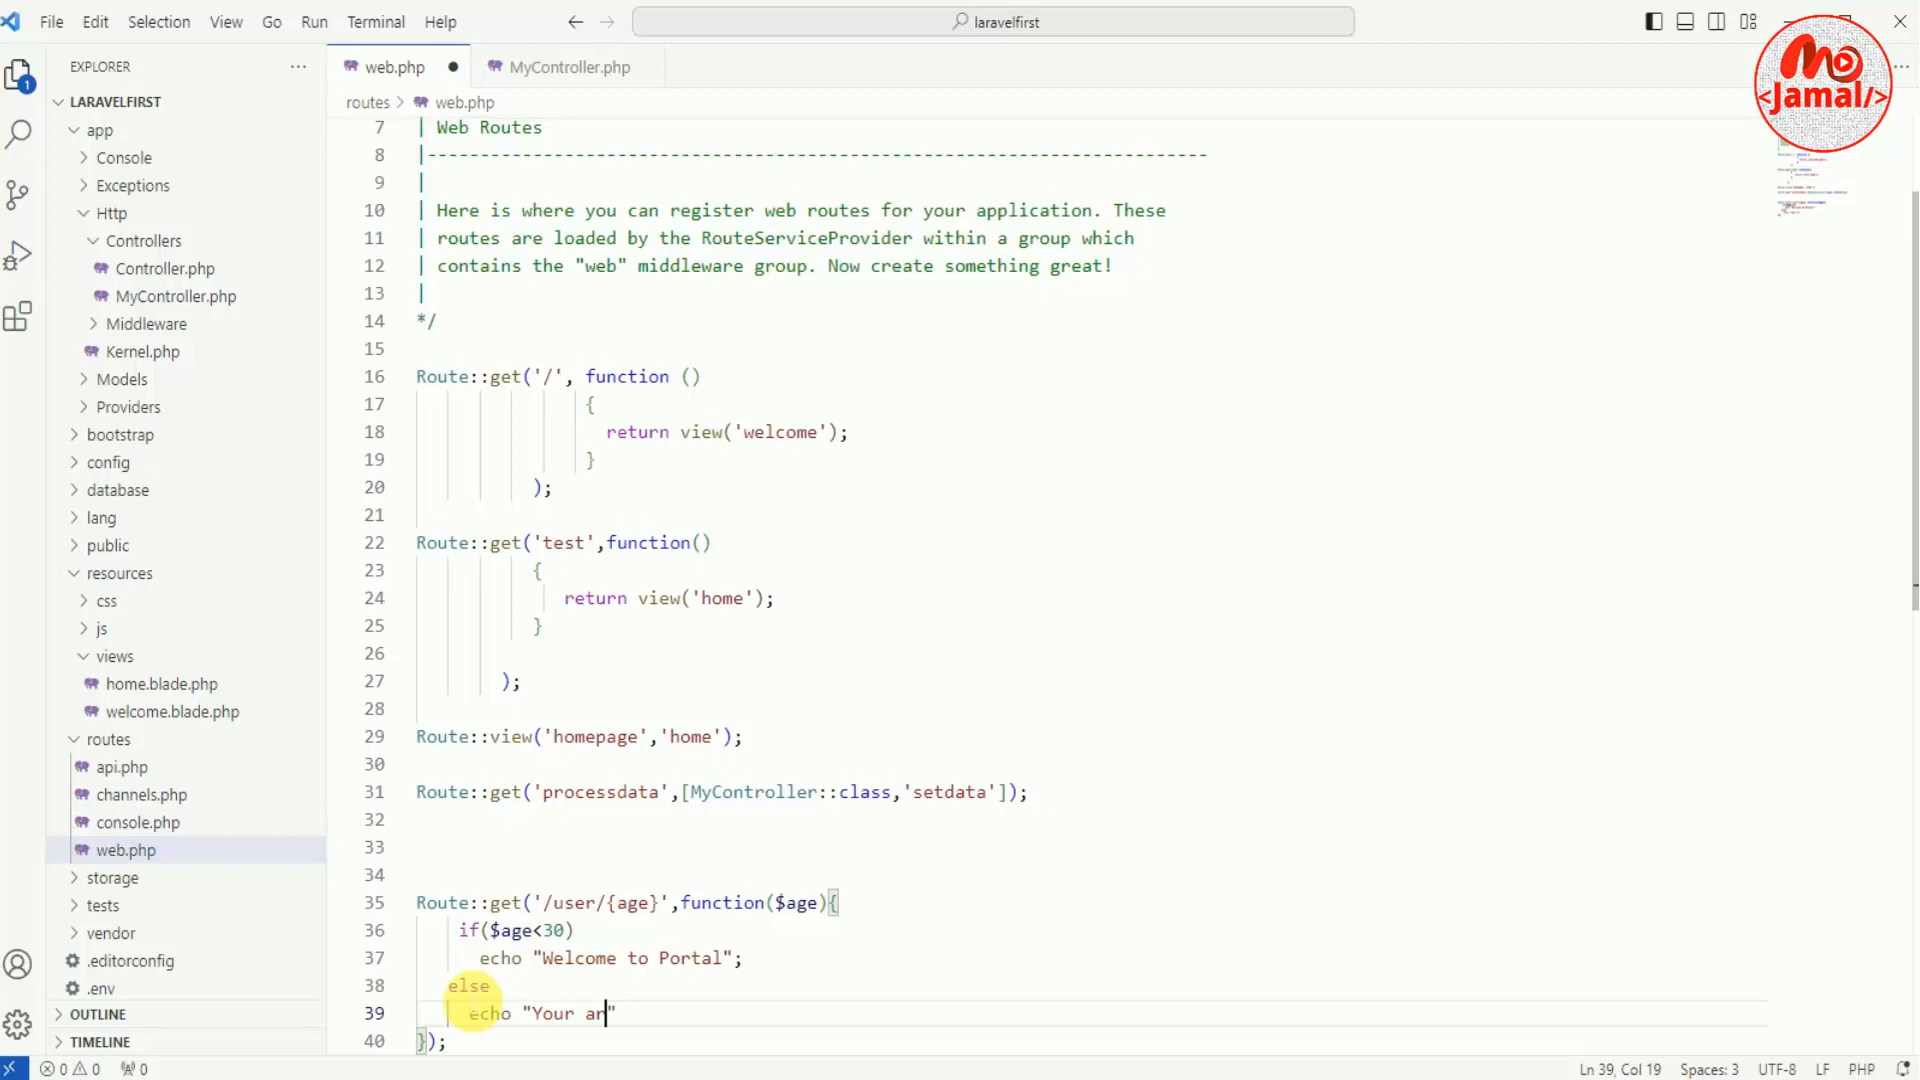 File Edit Selection View Go Run Terminal Help
laravelfirst
Mo
<Jamal/>
EXPLORER
1
LARAVELFIRST
app
Console
Exceptions
Http
Controllers
Controller.php
MyController.php
Middleware
Kernel.php
Models
Providers
bootstrap
config
database
lang
public
resources
css
js
views
home.blade.php
welcome.blade.php
routes
api.php
channels.php
console.php
web.php
storage
tests
vendor
.editorconfig
.env
OUTLINE
TIMELINE
web.php MyController.php
routes > web.php
7 | Web Routes
8 |--------------------------------------------------------------------------
9 |
10 | Here is where you can register web routes for your application. These
11 | routes are loaded by the RouteServiceProvider within a group which
12 | contains the "web" middleware group. Now create something great!
13 |
14 */
15
16 Route::get('/', function ()
17 {
18 return view('welcome');
19 }
20 );
21
22 Route::get('test',function()
23 {
24 return view('home');
25 }
26
27 );
28
29 Route::view('homepage','home');
30
31 Route::get('processdata',[MyController::class,'setdata']);
32
33
34
35 Route::get('/user/{age}',function($age){
36 if($age<30)
37 echo "Welcome to Portal";
38 else
39 echo "Your ar"
40 });
0 0 0
Ln 39, Col 19 Spaces: 3 UTF-8 LF PHP